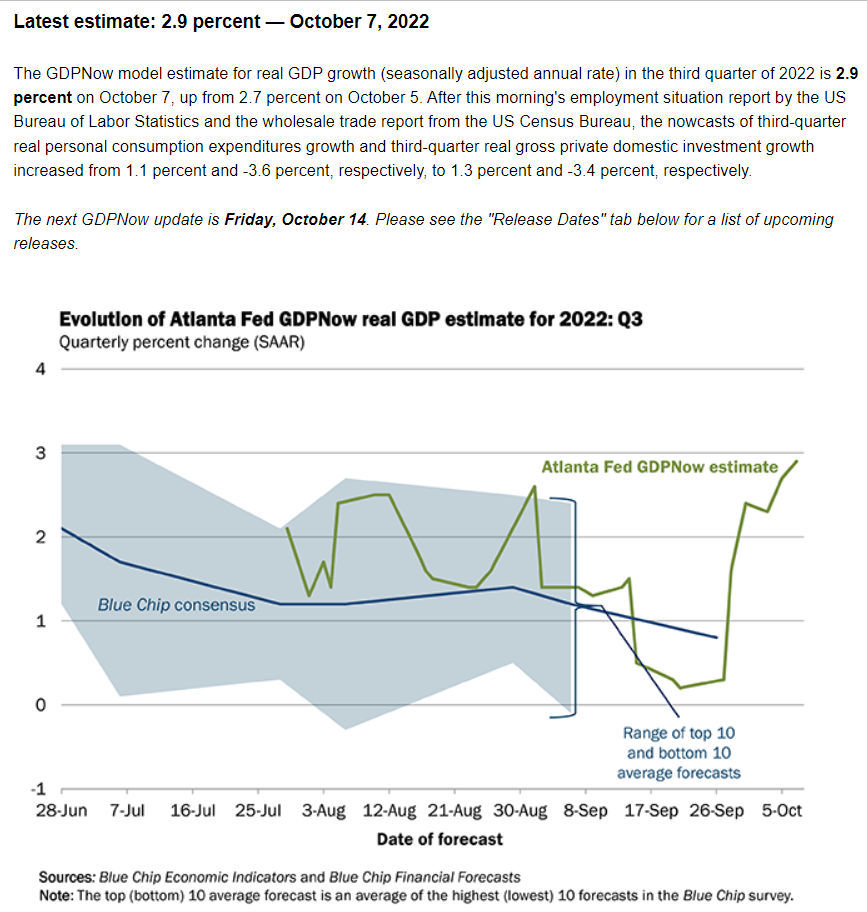 Latest estimate: 2.9 percent — October 7, 2022
The GDPNow model estimate for real GDP growth (seasonally adjusted annual rate) in the third quarter of 2022 is 2.9
percent on October 7, up from 2.7 percent on October 5. After this morning's employment situation report by the US
Bureau of Labor Statistics and the wholesale trade report from the US Census Bureau, the nowcasts of third-quarter
real personal consumption expenditures growth and third-quarter real gross private domestic investment growth
increased from 1.1 percent and -3.6 percent, respectively, to 1.3 percent and -3.4 percent, respectively.
The next GDPNow update is Friday, October 14. Please see the "Release Dates" tab below for a list of upcoming
releases.
Evolution of Atlanta Fed GDPNow real GDP estimate for 2022: Q3
Quarterly percent change (SAAR)
4
3
2
1
0
-1
Atlanta Fed GDPNow estimate
Blue Chip consensus
Range of top 10
and bottom 10
average forecasts
28-Jun 7-Jul 16-Jul 25-Jul 3-Aug 12-Aug 21-Aug 30-Aug 8-Sep 17-Sep 26-Sep 5-Oct
Date of forecast
Sources: Blue Chip Economic Indicators and Blue Chip Financial Forecasts
Note: The top (bottom) 10 average forecast is an average of the highest (lowest) 10 forecasts in the Blue Chip survey.